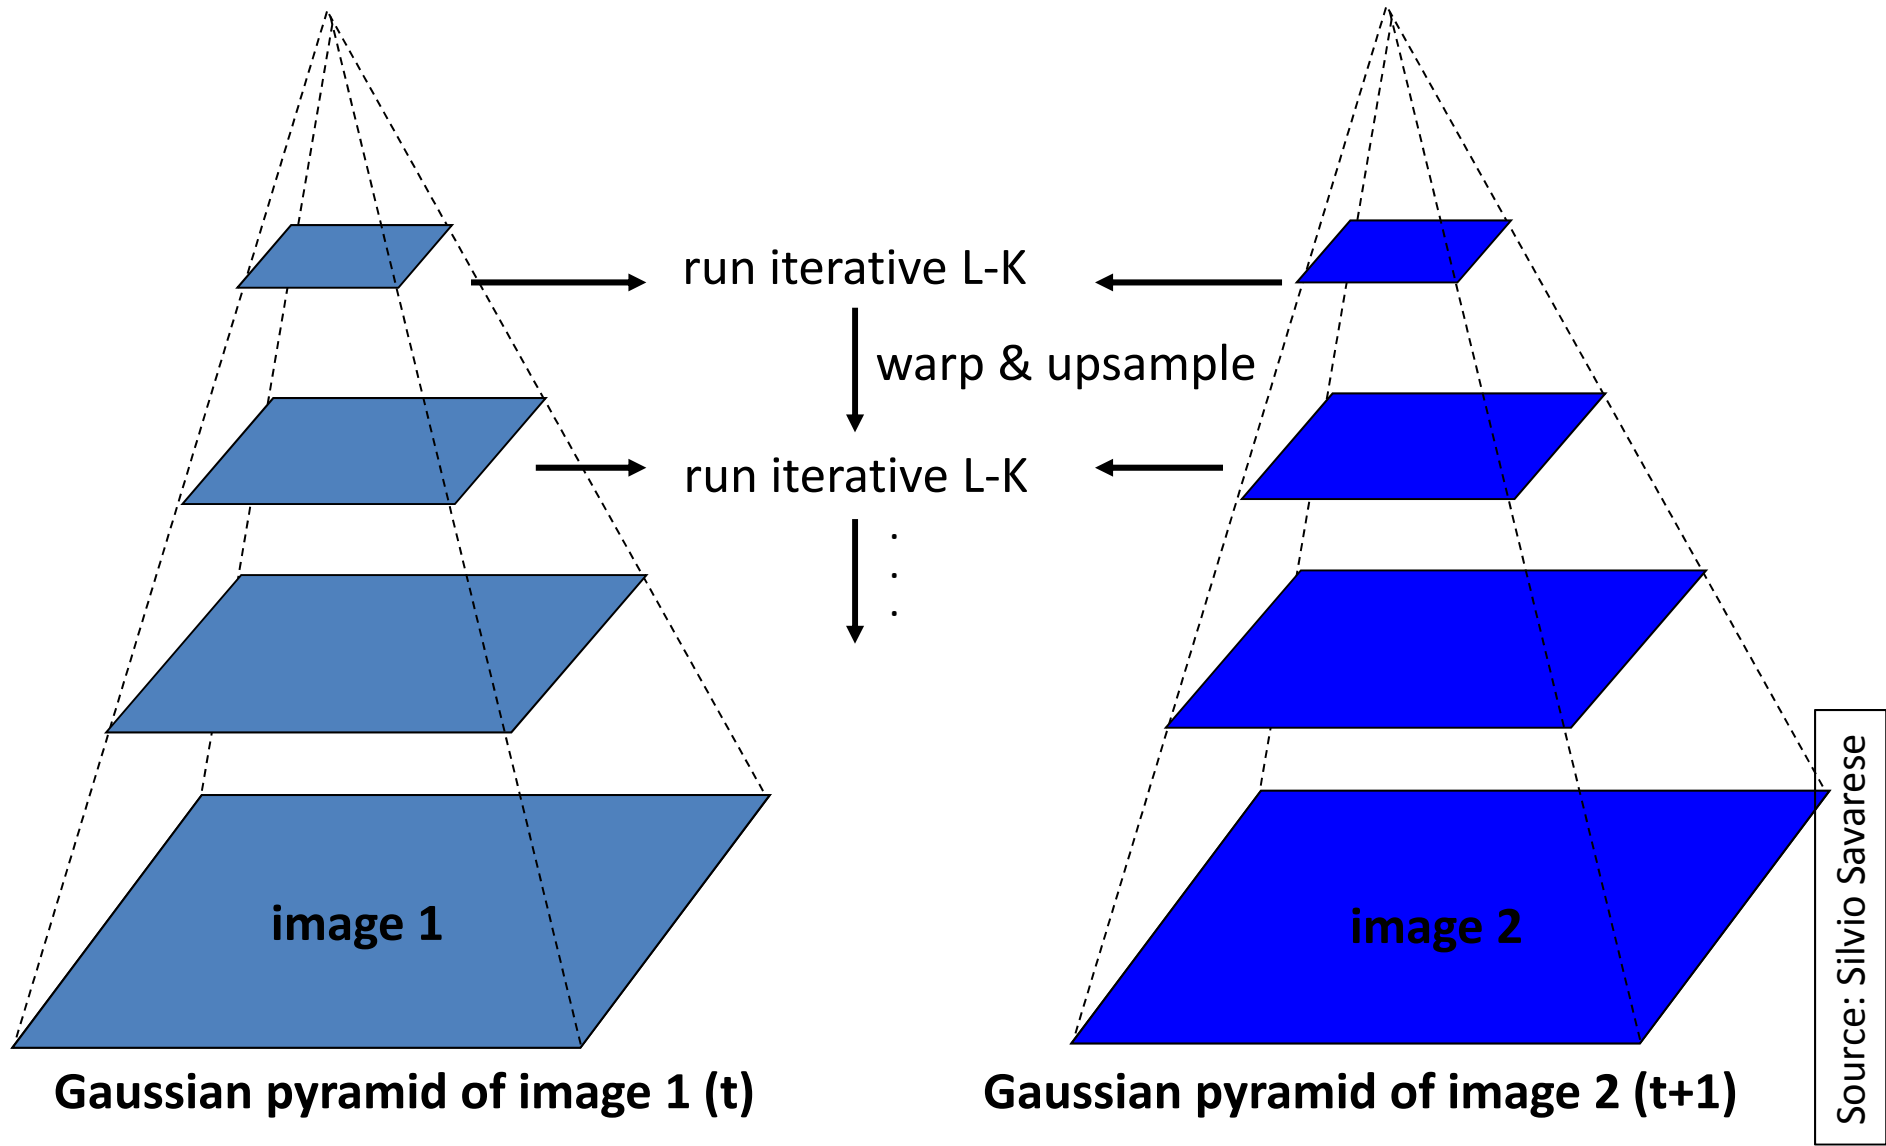 run iterative L-K
warp & upsample
run iterative L-K
.
.
.
image 1
image 2
Gaussian pyramid of image 1 (t)
Gaussian pyramid of image 2 (t+1)
Source: Silvio Savarese